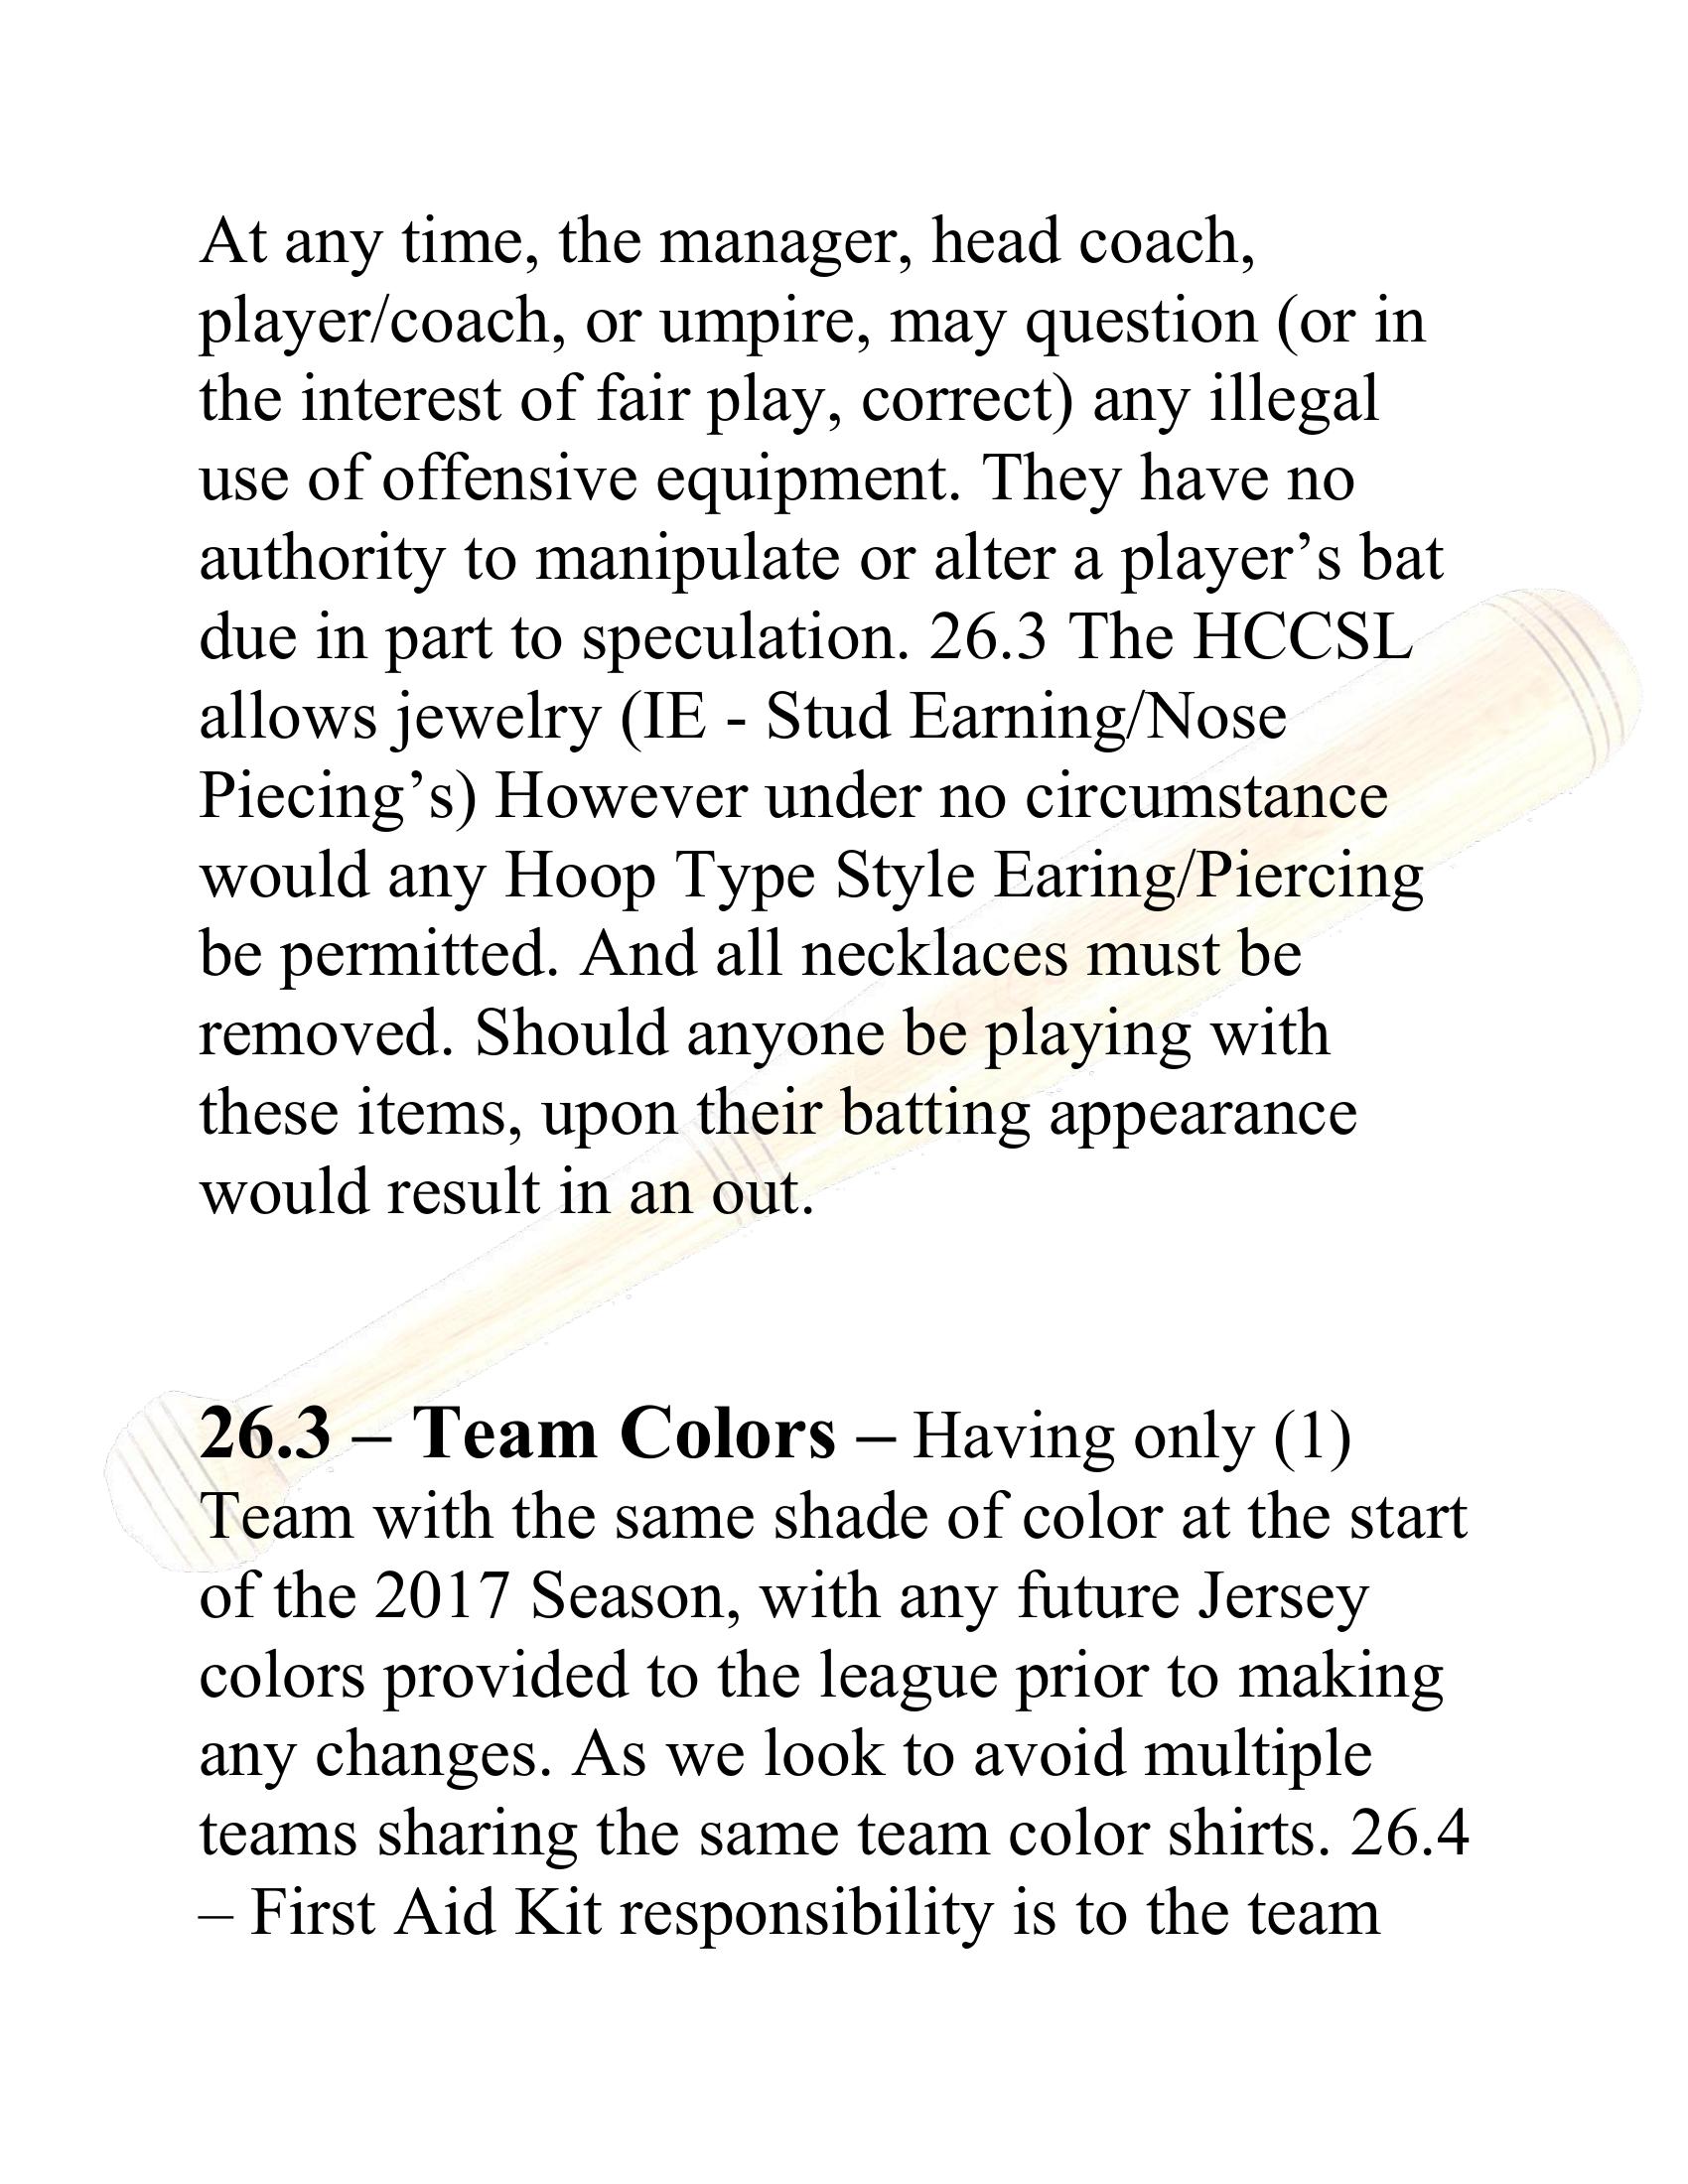 At any time, the manager, head coach,
player/coach, or umpire, may question (or in
the interest of fair play, correct) any illegal
use of offensive equipment. They have no
authority to manipulate or alter a player’s bat
due in part to speculation. 26.3 The HCCSL
allows jewelry (IE - Stud Earning/Nose
Piecing’s) However under no circumstance
would any Hoop Type Style Earing/Piercing
be permitted. And all necklaces must be
removed. Should anyone be playing with
these items, upon their batting appearance
would result in an out.
26.3 – Team Colors – Having only (1)
Team with the same shade of color at the start
of the 2017 Season, with any future Jersey
colors provided to the league prior to making
any changes. As we look to avoid multiple
teams sharing the same team color shirts. 26.4
– First Aid Kit responsibility is to the team